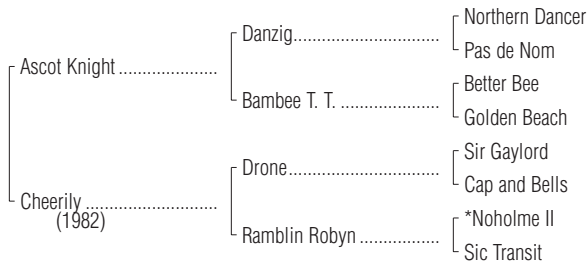 Northern Dancer
Danzig
Pas de Nom
Ascot Knight
Better Bee
Bambee T. T.
Golden Beach
Sir Gaylord
Drone
Cap and Bells
Cheerily
(1982)
*Noholme II
Ramblin Robyn
Sic Transit